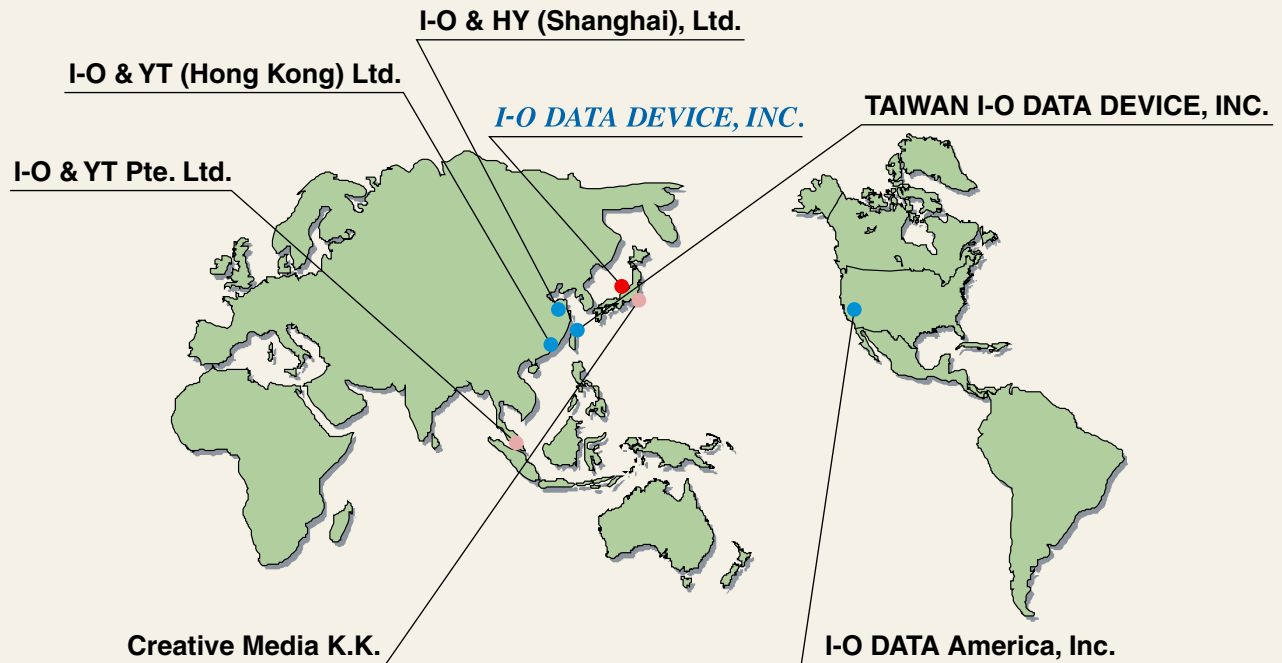 I-O & HY (Shanghai), Ltd.
I-O & YT (Hong Kong) Ltd.
I-O DATA DEVICE, INC.
TAIWAN I-O DATA DEVICE, INC.
I-O & YT Pte. Ltd.
Creative Media K.K.
I-O DATA America, Inc.